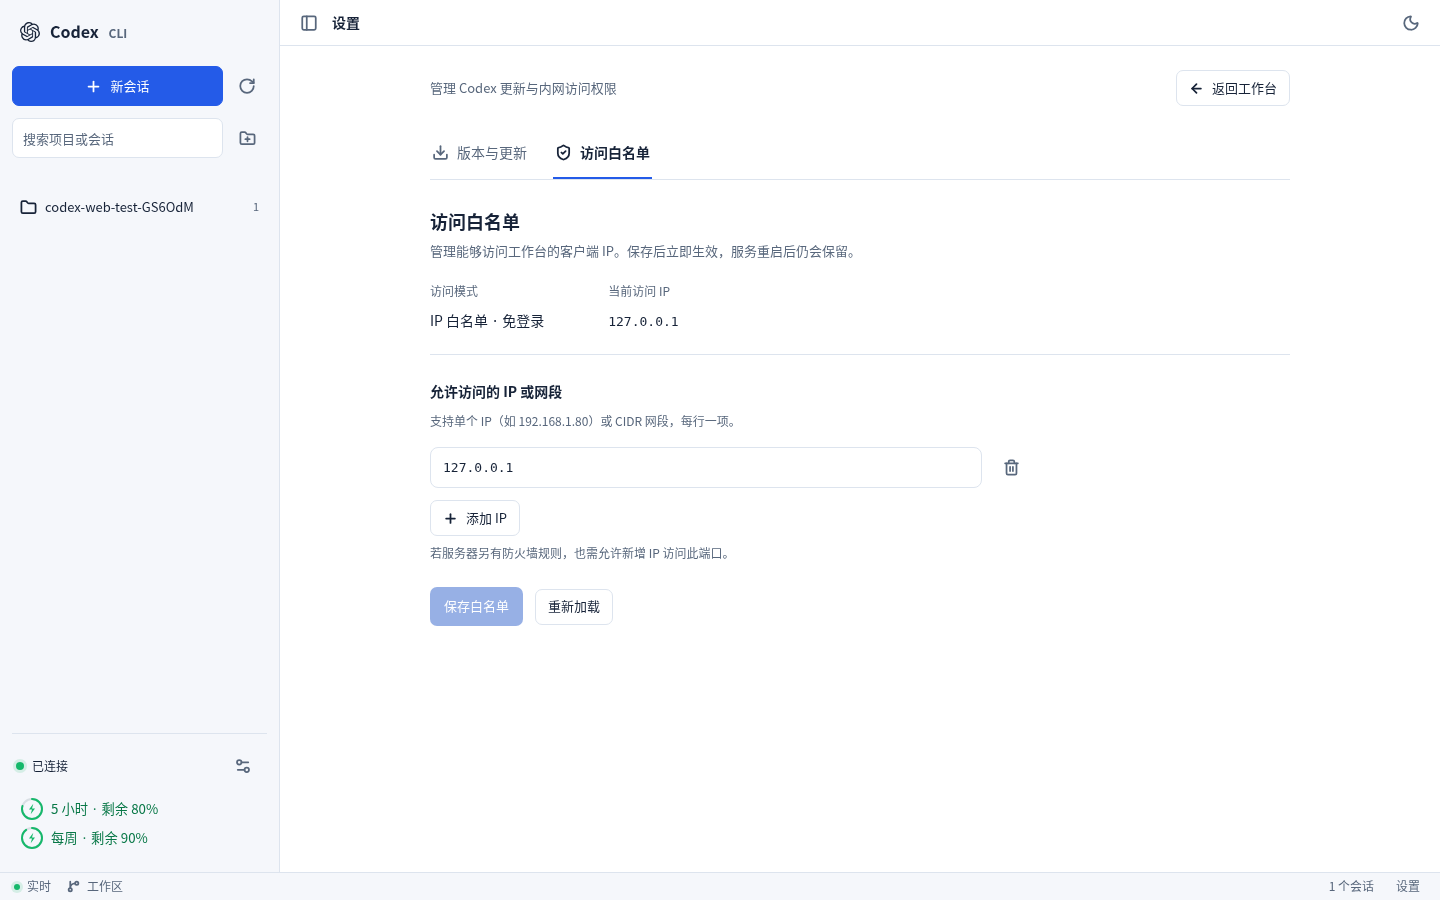 Codex CLI
新会话
搜索项目或会话
codex-web-test-GS6OdM 1
已连接
5 小时 · 剩余 80%
每周 · 剩余 90%
设置
管理 Codex 更新与内网访问权限
返回工作台
版本与更新
访问白名单
访问白名单
管理能够访问工作台的客户端 IP。保存后立即生效，服务重启后仍会保留。
访问模式
当前访问 IP
IP 白名单 · 免登录
127.0.0.1
允许访问的 IP 或网段
支持单个 IP（如 192.168.1.80）或 CIDR 网段，每行一项。
127.0.0.1
添加 IP
若服务器另有防火墙规则，也需允许新增 IP 访问此端口。
保存白名单
重新加载
实时
工作区
1 个会话
设置